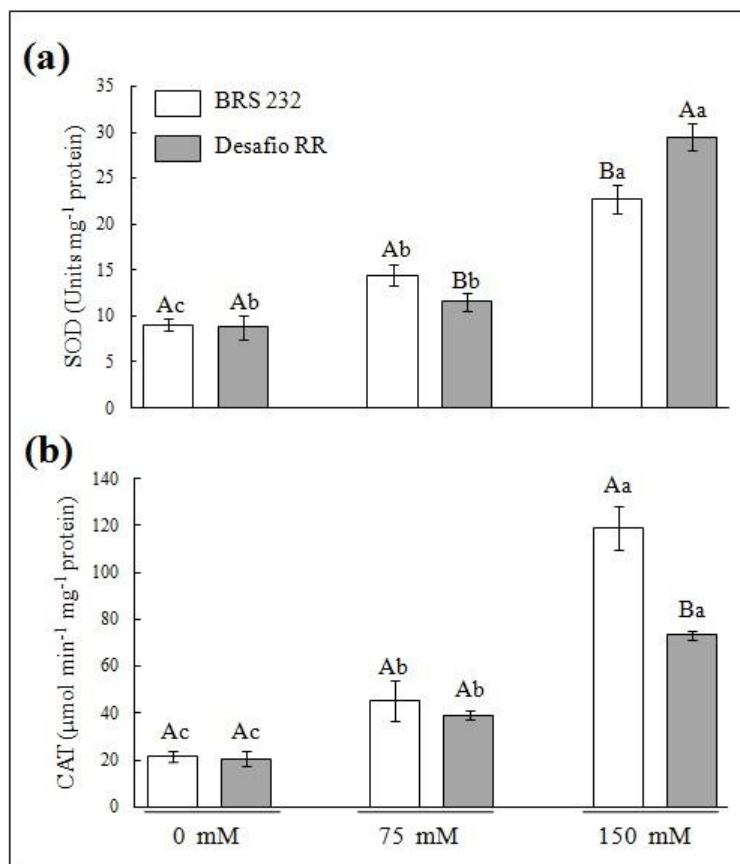 (a)
35
30
25
20
15
10
5
0
SOD (Units mg⁻¹ protein)
BRS 232
Desafio RR
Ac
Ab
Ab
Bb
Ba
Aa
(b)
140
120
100
80
60
40
20
0
CAT (µmol min⁻¹ mg⁻¹ protein)
Ac
Ac
Ab
Ab
Aa
Ba
0 mM
75 mM
150 mM